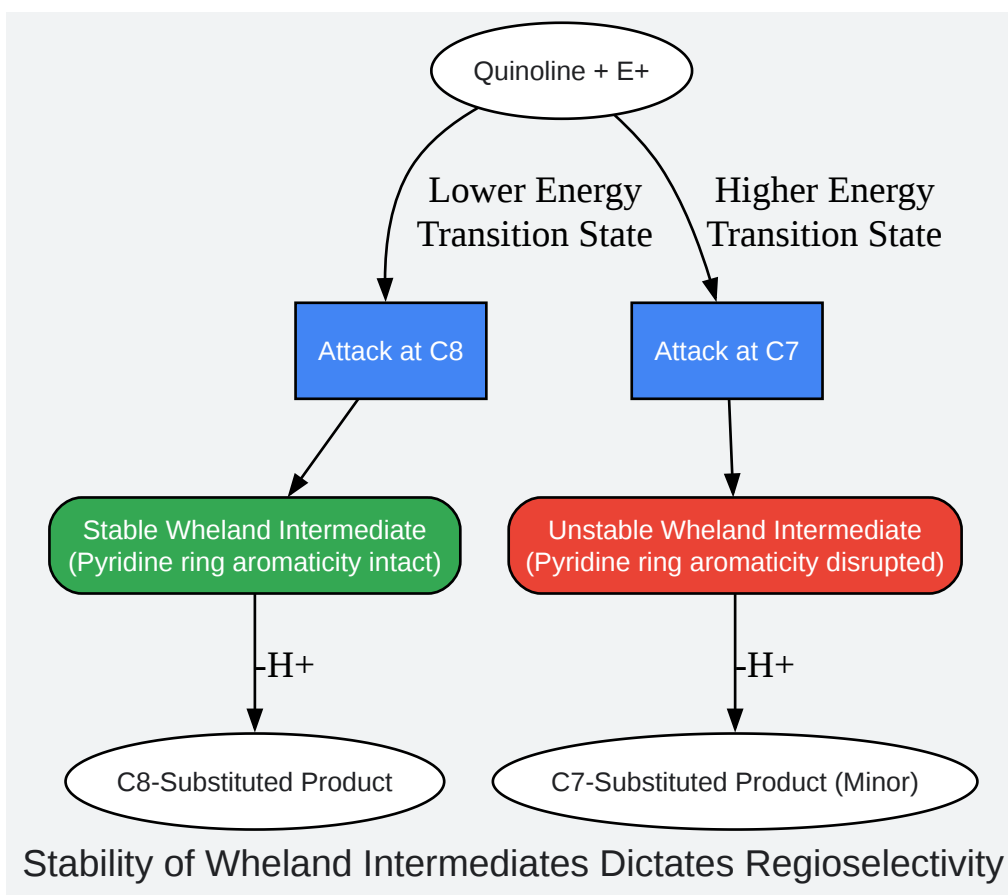 Quinoline + E+
Lower Energy
Transition State
Higher Energy
Transition State
Attack at C8
Attack at C7
Stable Wheland Intermediate
(Pyridine ring aromaticity intact)
Unstable Wheland Intermediate
(Pyridine ring aromaticity disrupted)
-H+
-H+
C8-Substituted Product
C7-Substituted Product (Minor)
Stability of Wheland Intermediates Dictates Regioselectivity